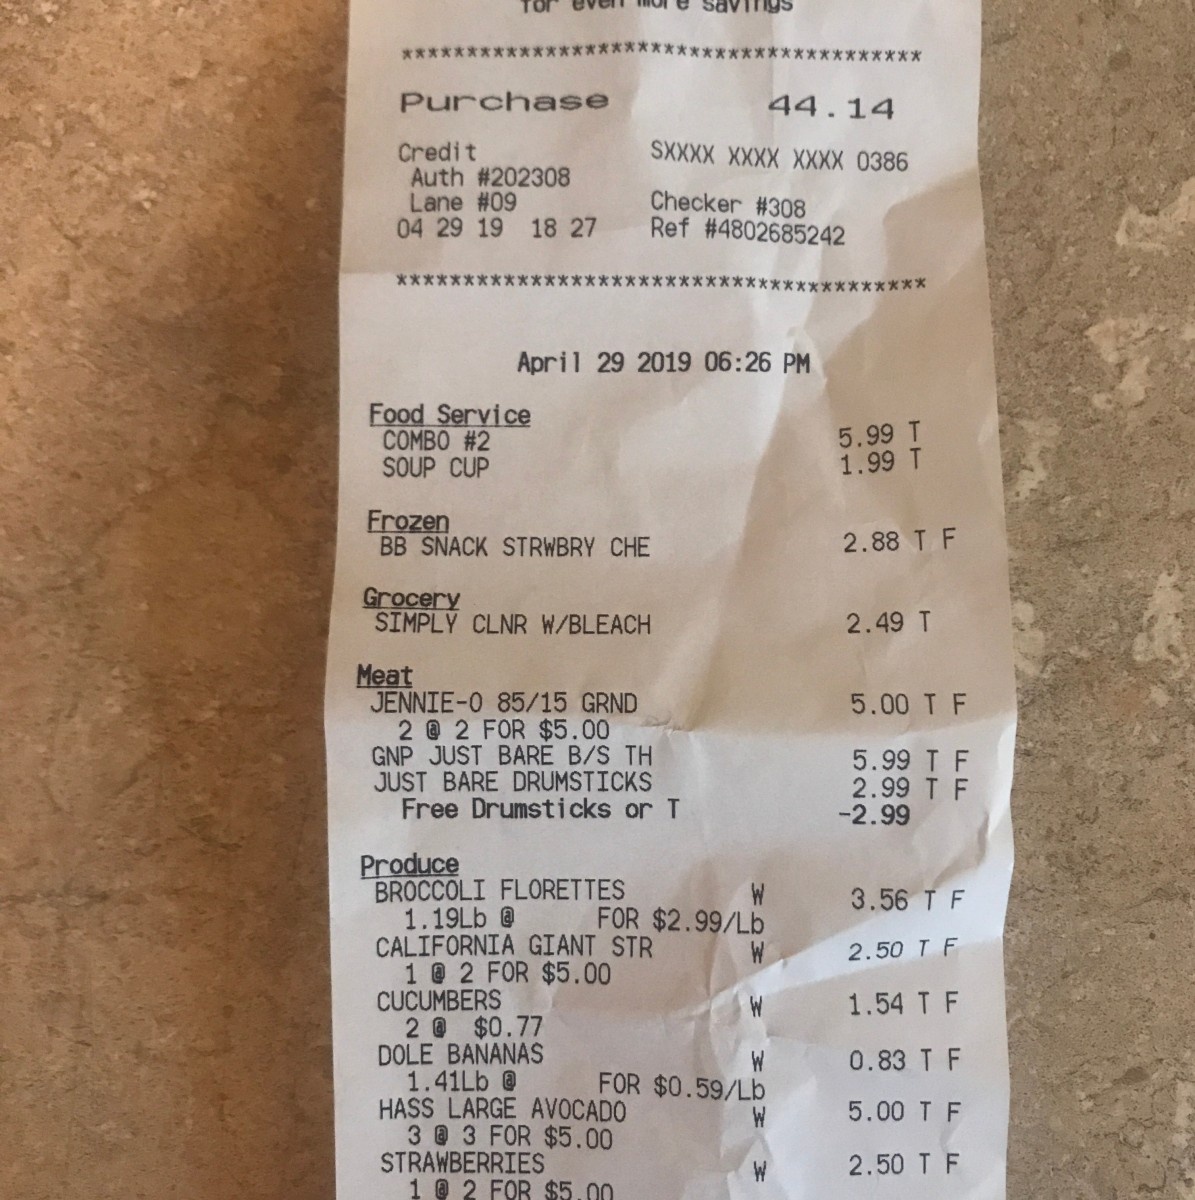 for even more savings
****************************************
Purchase 44.14
Credit SXXXX XXXX XXXX 0386
Auth #202308
Lane #09 Checker #308
04 29 19 18 27 Ref #4802685242
****************************************
April 29 2019 06:26 PM
Food Service
COMBO #2 5.99 T
SOUP CUP 1.99 T
Frozen
BB SNACK STRWBRY CHE 2.88 T F
Grocery
SIMPLY CLNR W/BLEACH 2.49 T
Meat
JENNIE-O 85/15 GRND 5.00 T F
2 @ 2 FOR $5.00
GNP JUST BARE B/S TH 5.99 T F
JUST BARE DRUMSTICKS 2.99 T F
Free Drumsticks or T -2.99
Produce
BROCCOLI FLORETTES W 3.56 T F
1.19Lb @ FOR $2.99/Lb
CALIFORNIA GIANT STR W 2.50 T F
1 @ 2 FOR $5.00
CUCUMBERS W 1.54 T F
2 @ $0.77
DOLE BANANAS W 0.83 T F
1.41Lb @ FOR $0.59/Lb
HASS LARGE AVOCADO W 5.00 T F
3 @ 3 FOR $5.00
STRAWBERRIES W 2.50 T F
1 @ 2 FOR $5.00